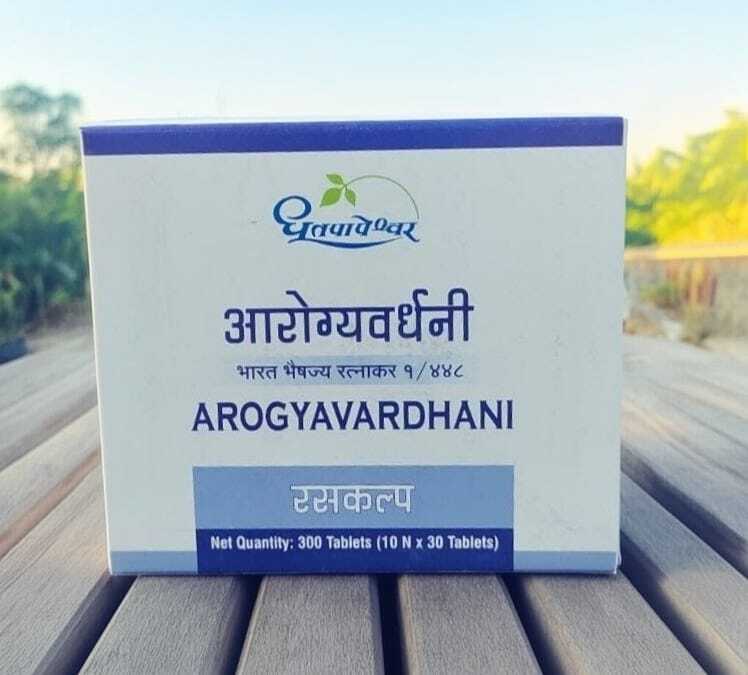 धूतपापेश्वर
आरोग्यवर्धनी
भारत भैषज्य रत्नाकर १/४४८
AROGYAVARDHANI
रसकल्प
Net Quantity: 300 Tablets (10 N x 30 Tablets)